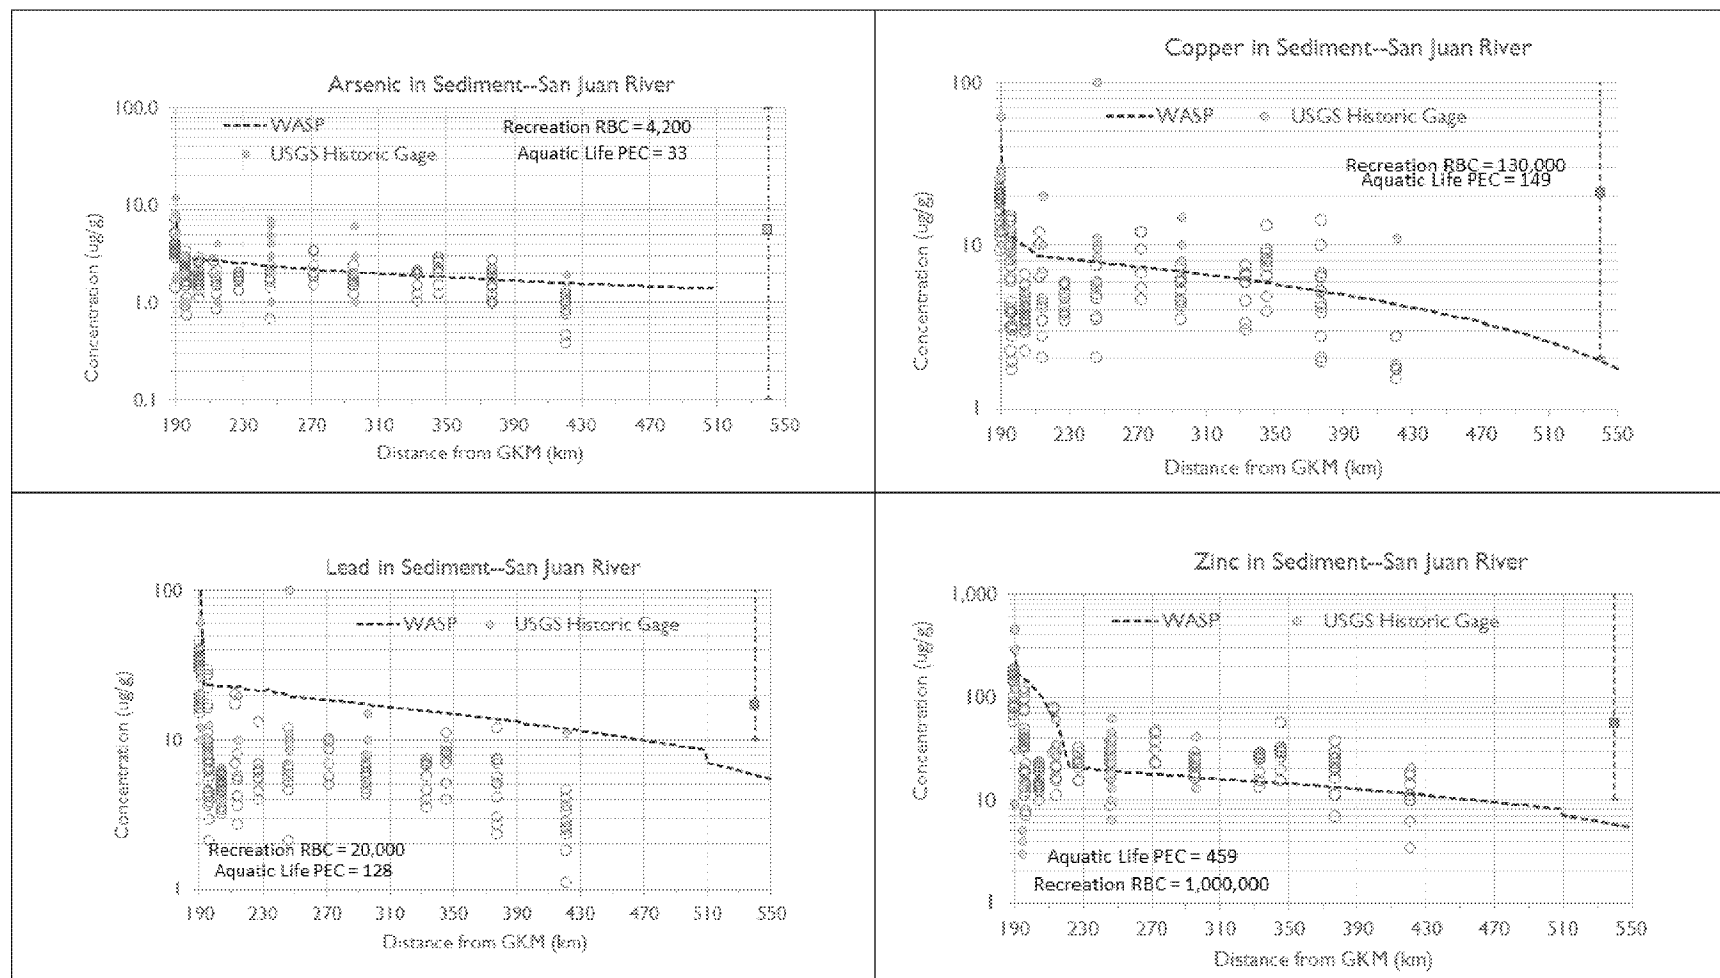 Arsenic in Sediment--San Juan River
100.0
10.0
1.0
0.1
Concentration (ug/g)
WASP
USGS Historic Gage
Recreation RBC = 4,200
Aquatic Life PEC = 33
190 230 270 310 350 390 430 470 510 550
Distance from GKM (km)
Copper in Sediment--San Juan River
100
10
1
Concentration (ug/g)
WASP USGS Historic Gage
Recreation RBC = 130,000
Aquatic Life PEC = 149
190 230 270 310 350 390 430 470 510 550
Distance from GKM (km)
Lead in Sediment--San Juan River
100
10
1
Concentration (ug/g)
WASP USGS Historic Gage
Recreation RBC = 20,000
Aquatic Life PEC = 128
190 230 270 310 350 390 430 470 510 550
Distance from GKM (km)
Zinc in Sediment--San Juan River
1,000
100
10
1
Concentration (ug/g)
WASP USGS Historic Gage
Aquatic Life PEC = 459
Recreation RBC = 1,000,000
190 230 270 310 350 390 430 470 510 550
Distance from GKM (km)